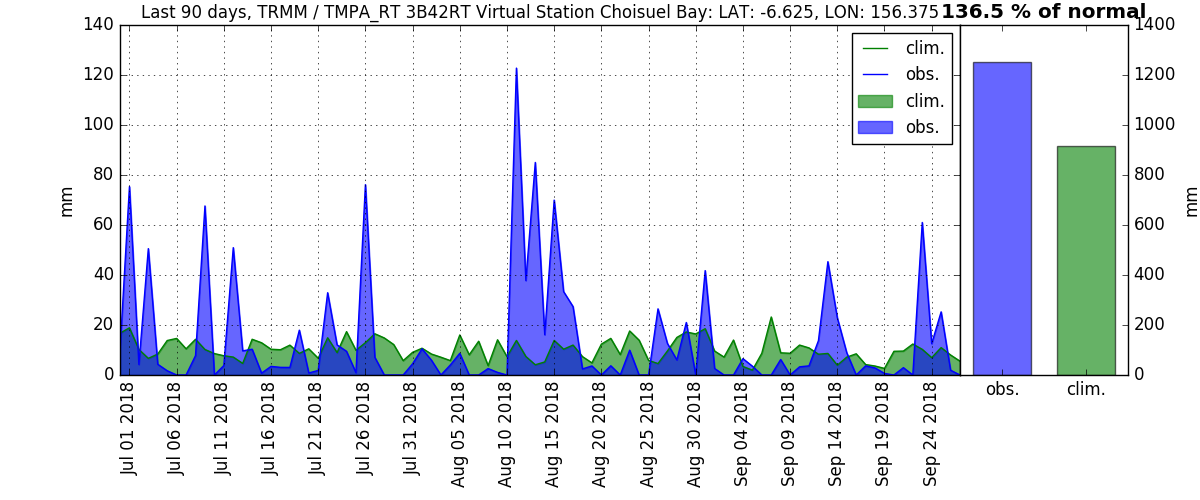 Last 90 days, TRMM / TMPA_RT 3B42RT Virtual Station Choisuel Bay: LAT: -6.625, LON: 156.375
136.5 % of normal
140
120
100
80
60
40
20
0
mm
clim.
obs.
clim.
obs.
1400
1200
1000
800
600
400
200
0
mm
Jul 01 2018
Jul 06 2018
Jul 11 2018
Jul 16 2018
Jul 21 2018
Jul 26 2018
Jul 31 2018
Aug 05 2018
Aug 10 2018
Aug 15 2018
Aug 20 2018
Aug 25 2018
Aug 30 2018
Sep 04 2018
Sep 09 2018
Sep 14 2018
Sep 19 2018
Sep 24 2018
obs.
clim.